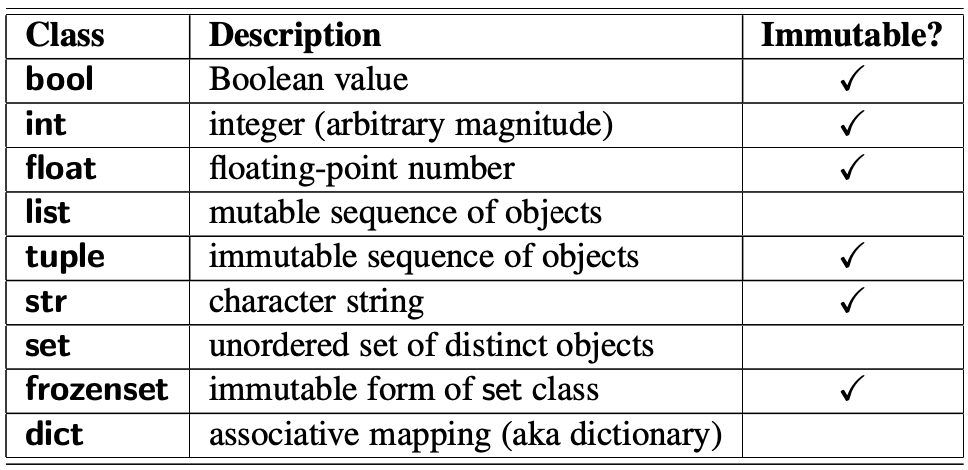 Class Description Immutable?
bool Boolean value ✓
int integer (arbitrary magnitude) ✓
float floating-point number ✓
list mutable sequence of objects
tuple immutable sequence of objects ✓
str character string ✓
set unordered set of distinct objects
frozenset immutable form of set class ✓
dict associative mapping (aka dictionary)